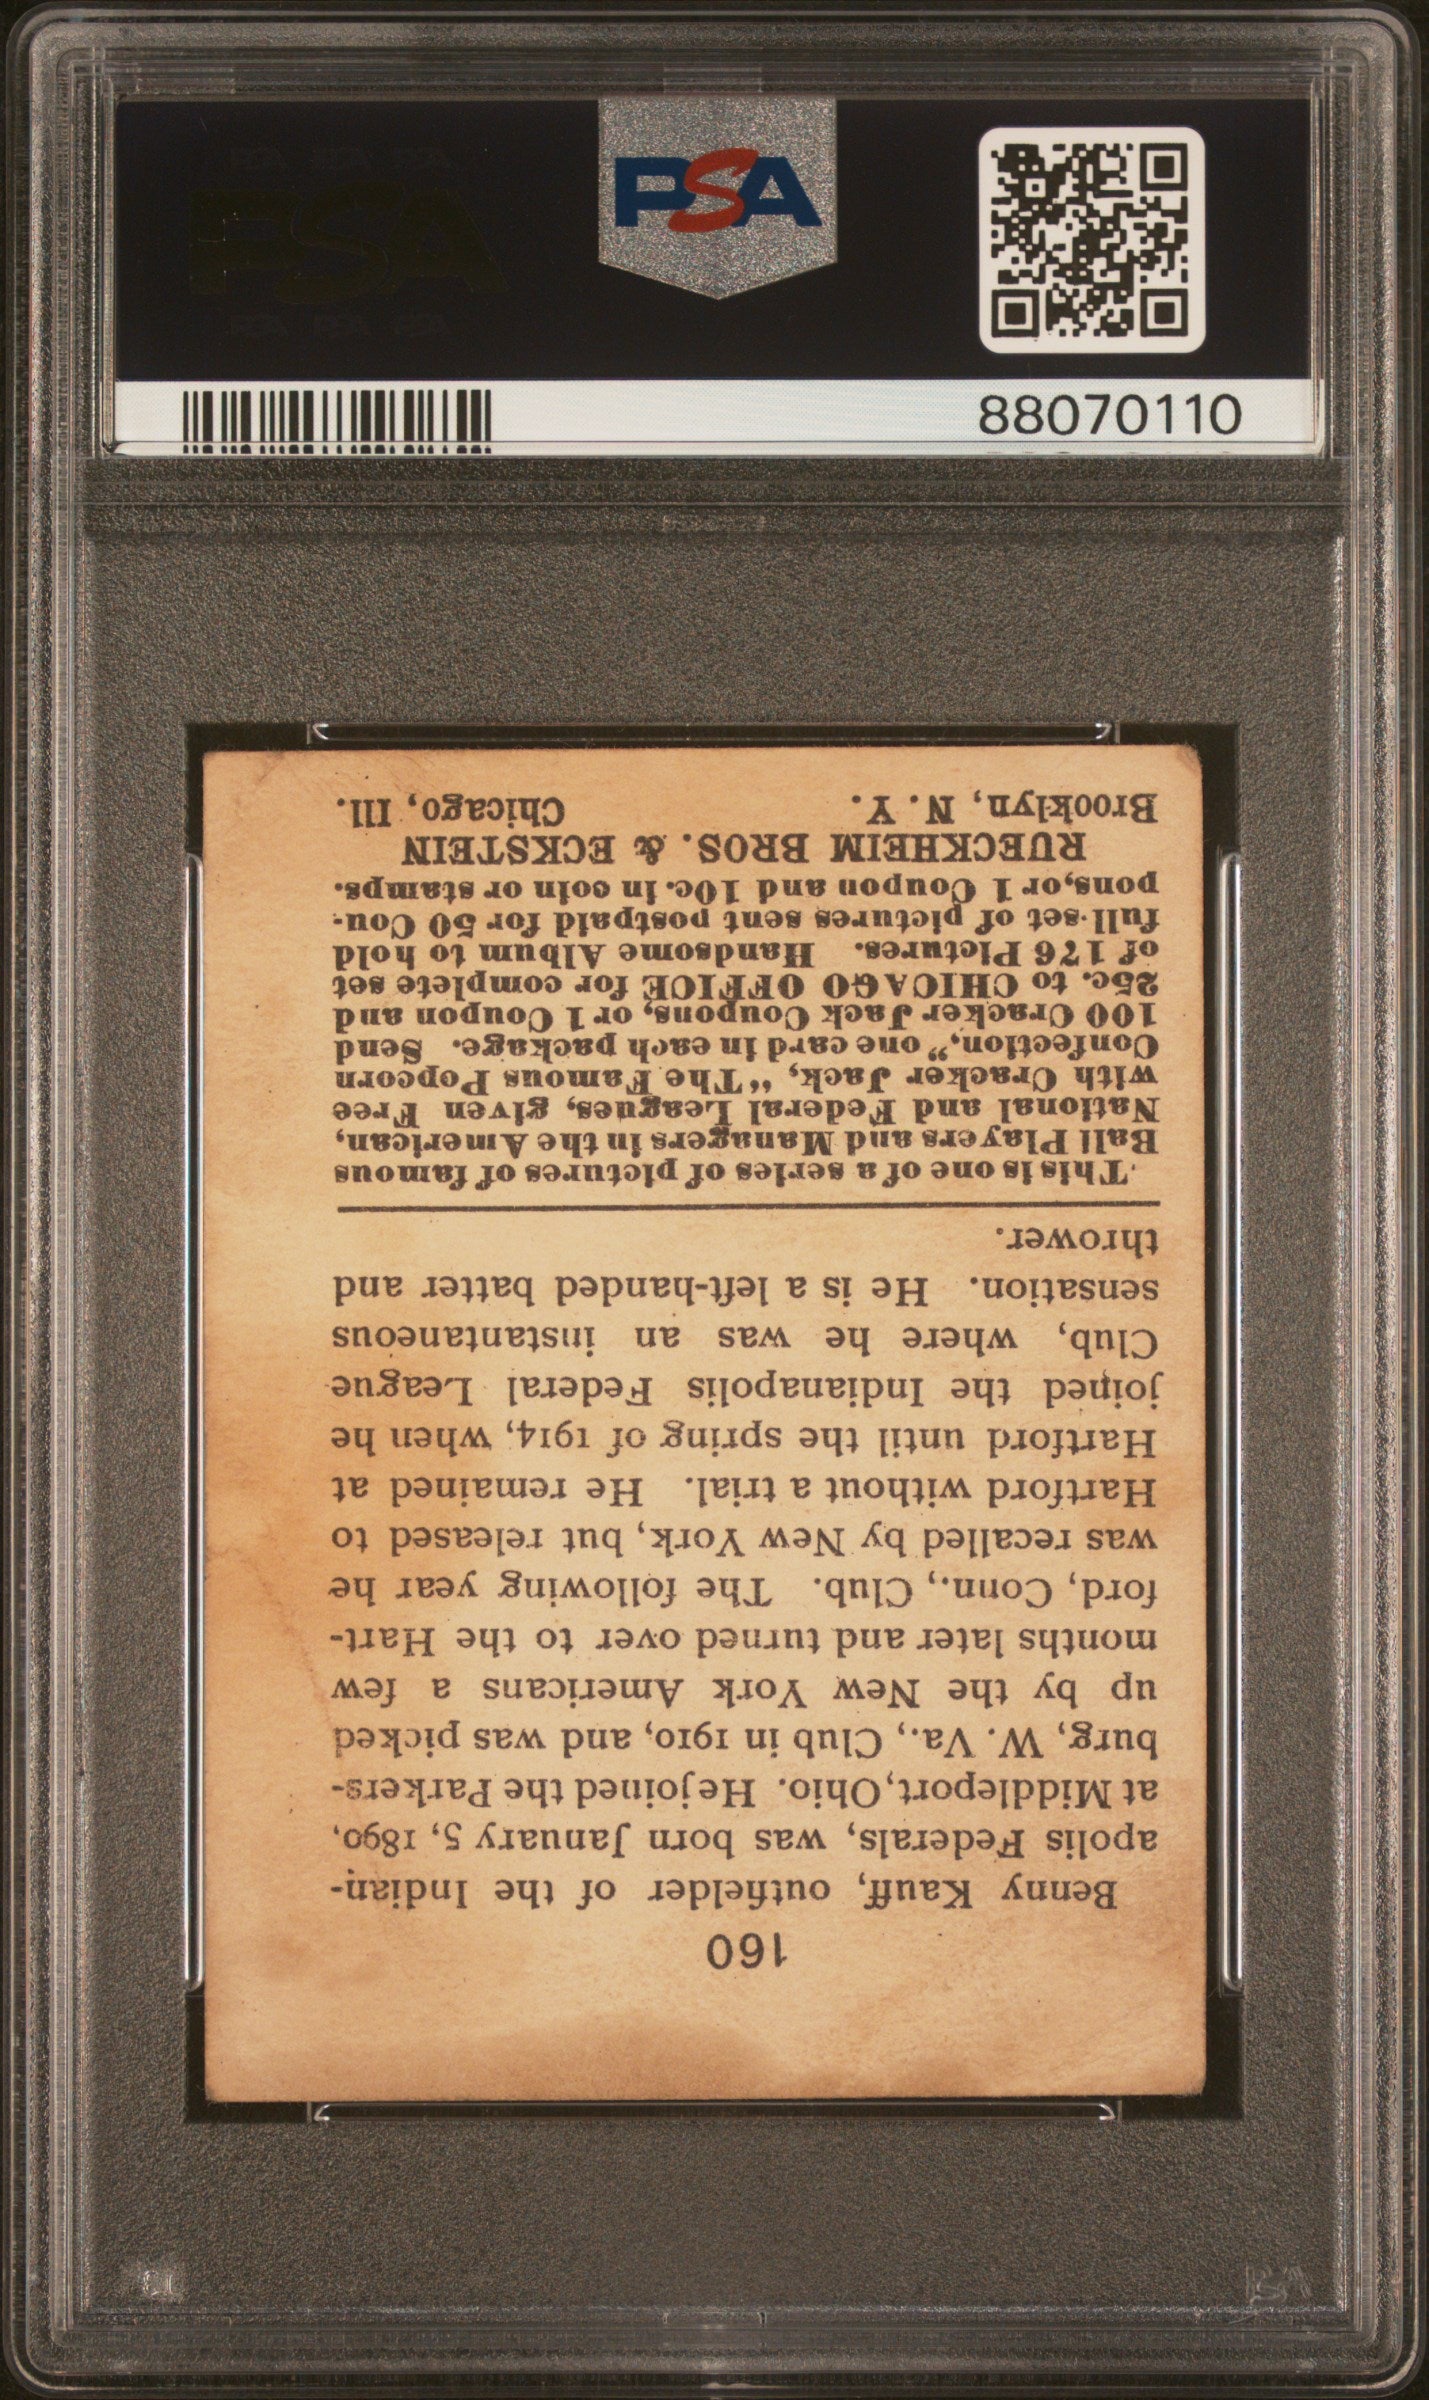 PSA
88070110
160
Benny Kauff, outfielder of the Indian-
apolis Federals, was born January 5, 1890,
at Middleport, Ohio. He joined the Parkers-
burg, W. Va., Club in 1910, and was picked
up by the New York Americans a few
months later and turned over to the Hart-
ford, Conn., Club. The following year he
was recalled by New York, but released to
Hartford without a trial. He remained at
Hartford until the spring of 1914, when he
joined the Indianapolis Federal League
Club, where he was an instantaneous
sensation. He is a left-handed batter and
thrower.
This is one of a series of pictures of famous
Ball Players and Managers in the American,
National and Federal Leagues, given Free
with Cracker Jack, "The Famous Popcorn
Confection," one card in each package. Send
100 Cracker Jack Coupons, or 1 Coupon and
25c. to CHICAGO OFFICE for complete set
of 176 Pictures. Handsome Album to hold
full set of pictures sent postpaid for 50 Cou-
pons, or 1 Coupon and 10c. in coin or stamps.
RUECKHEIM BROS. & ECKSTEIN
Brooklyn, N. Y. Chicago, Ill.
PSA